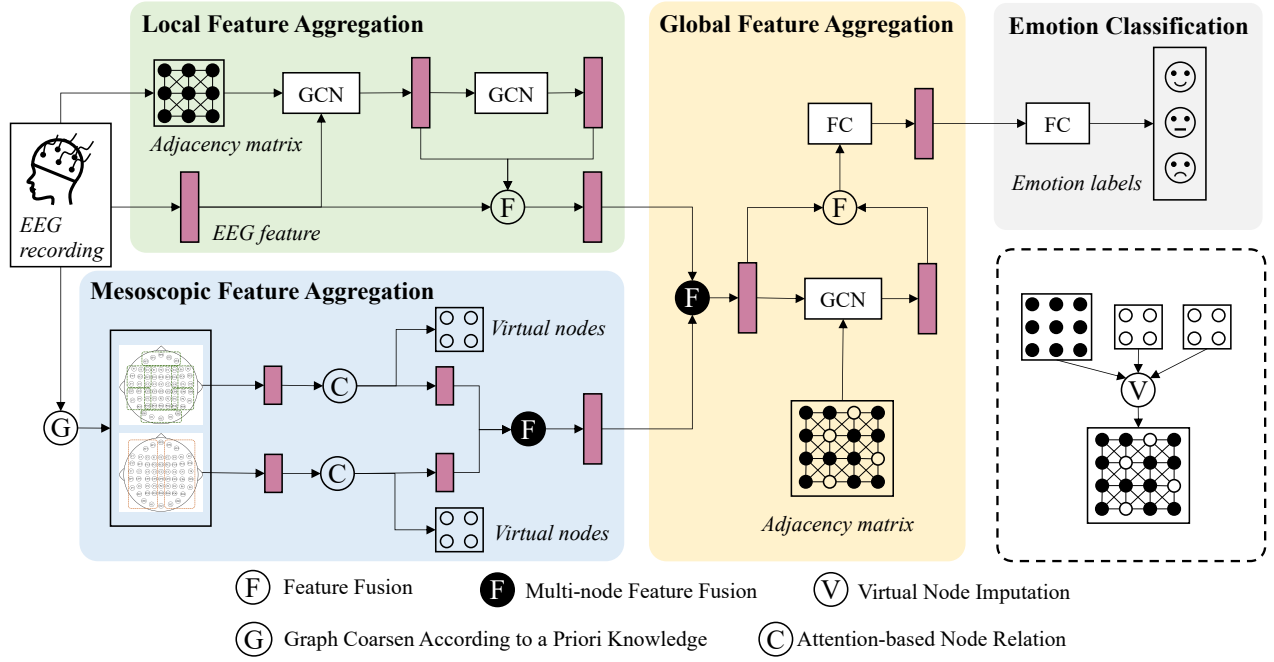 Local Feature Aggregation
Global Feature Aggregation
Emotion Classification
GCN
GCN
Adjacency matrix
FC
FC
Emotion labels
EEG
recording
EEG feature
F
F
Mesoscopic Feature Aggregation
F
GCN
Virtual nodes
C
G
F
C
Virtual nodes
Adjacency matrix
V
F Feature Fusion
F Multi-node Feature Fusion
V Virtual Node Imputation
G Graph Coarsen According to a Priori Knowledge
C Attention-based Node Relation